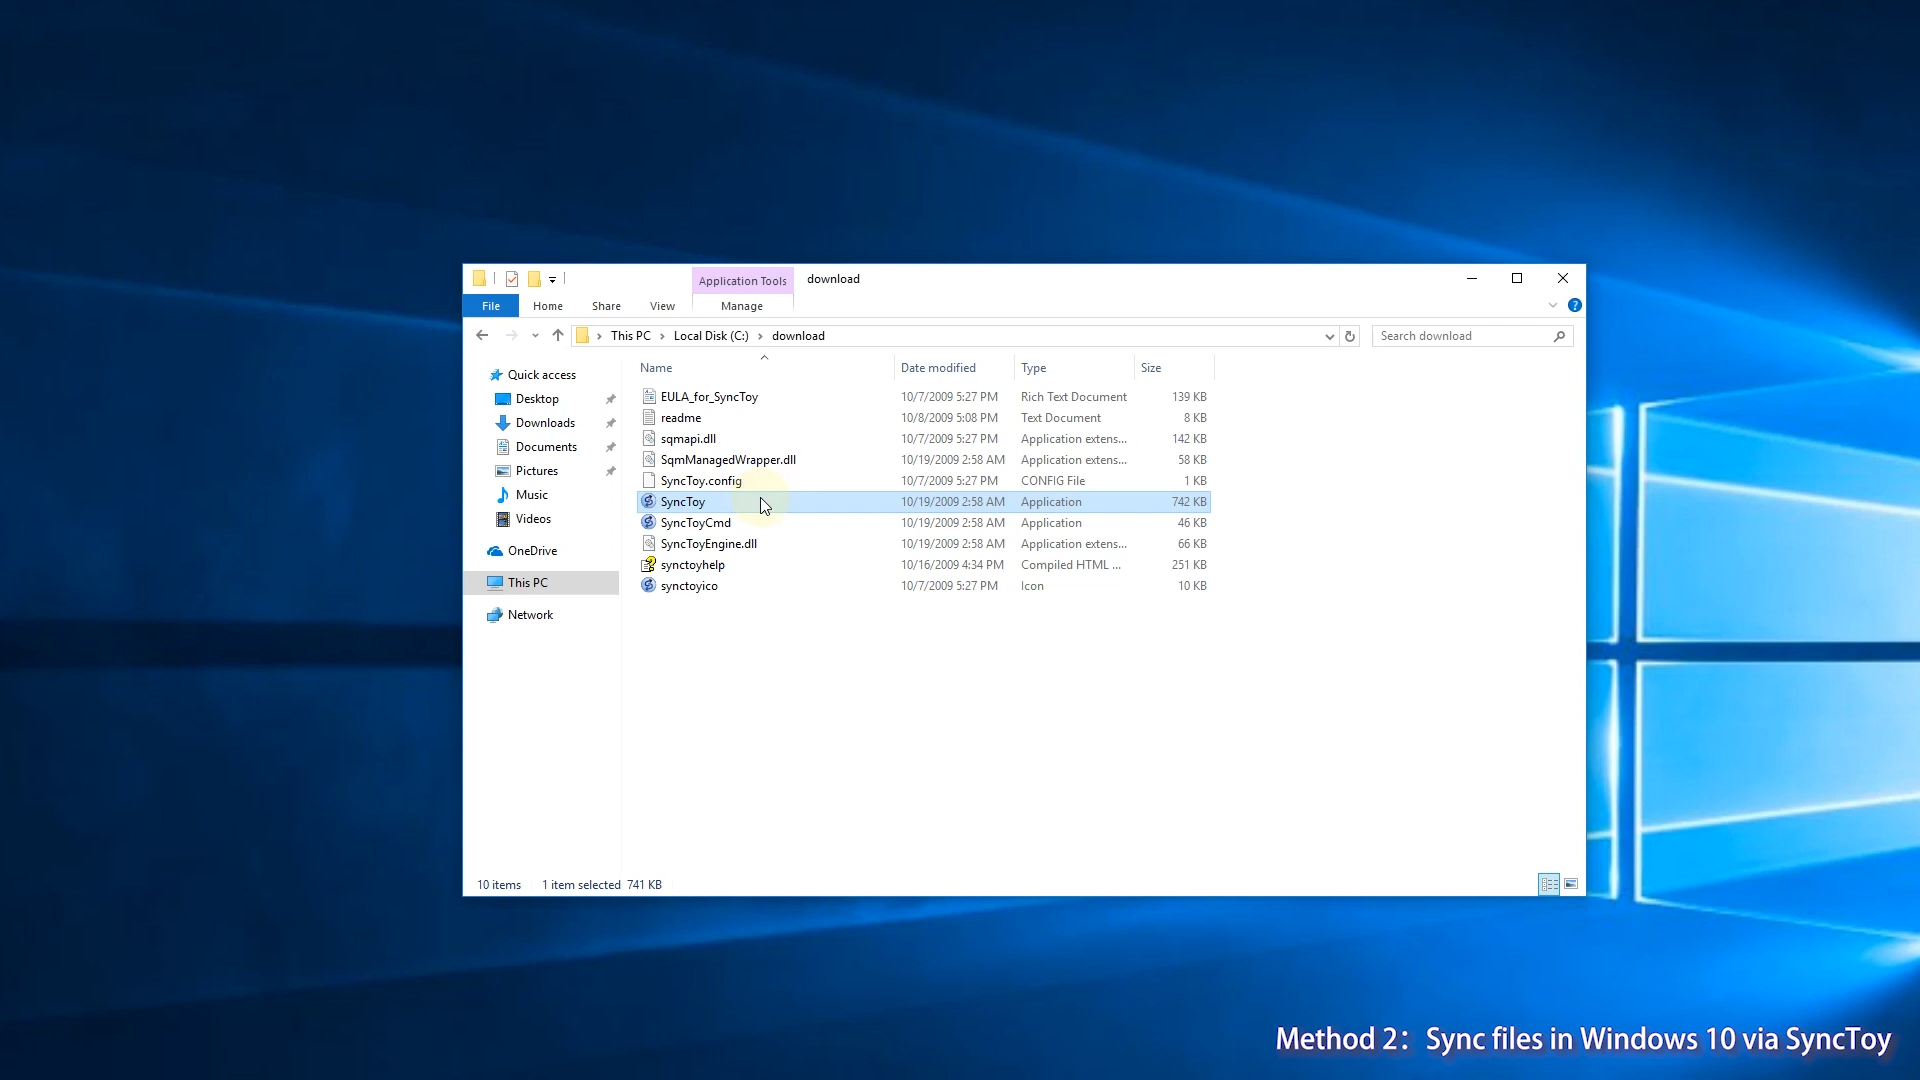 Application Tools
download
File
Home
Share
View
Manage
This PC
Local Disk (C:)
download
Search download
Quick access
Desktop
Downloads
Documents
Pictures
Music
Videos
OneDrive
This PC
Network
Name Date modified Type Size
EULA_for_SyncToy 10/7/2009 5:27 PM Rich Text Document 139 KB
readme 10/8/2009 5:08 PM Text Document 8 KB
sqmapi.dll 10/7/2009 5:27 PM Application extens... 142 KB
SqmManagedWrapper.dll 10/19/2009 2:58 AM Application extens... 58 KB
SyncToy.config 10/7/2009 5:27 PM CONFIG File 1 KB
SyncToy 10/19/2009 2:58 AM Application 742 KB
SyncToyCmd 10/19/2009 2:58 AM Application 46 KB
SyncToyEngine.dll 10/19/2009 2:58 AM Application extens... 66 KB
synctoyhelp 10/16/2009 4:34 PM Compiled HTML ... 251 KB
synctoyico 10/7/2009 5:27 PM Icon 10 KB
10 items 1 item selected 741 KB
Method 2: Sync files in Windows 10 via SyncToy